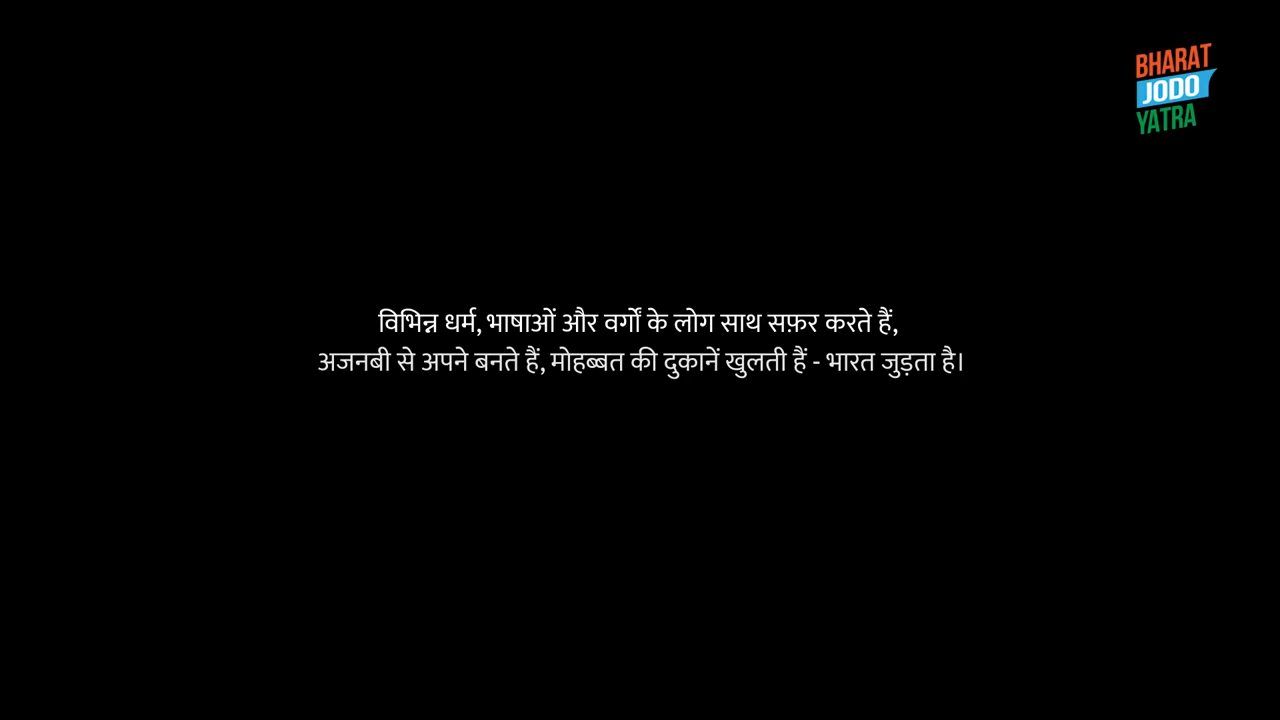 BHARAT
JODO
YATRA
विभिन्न धर्म, भाषाओं और वर्गों के लोग साथ सफ़र करते हैं,
अजनबी से अपने बनते हैं, मोहब्बत की दुकानें खुलती हैं - भारत जुड़ता है।